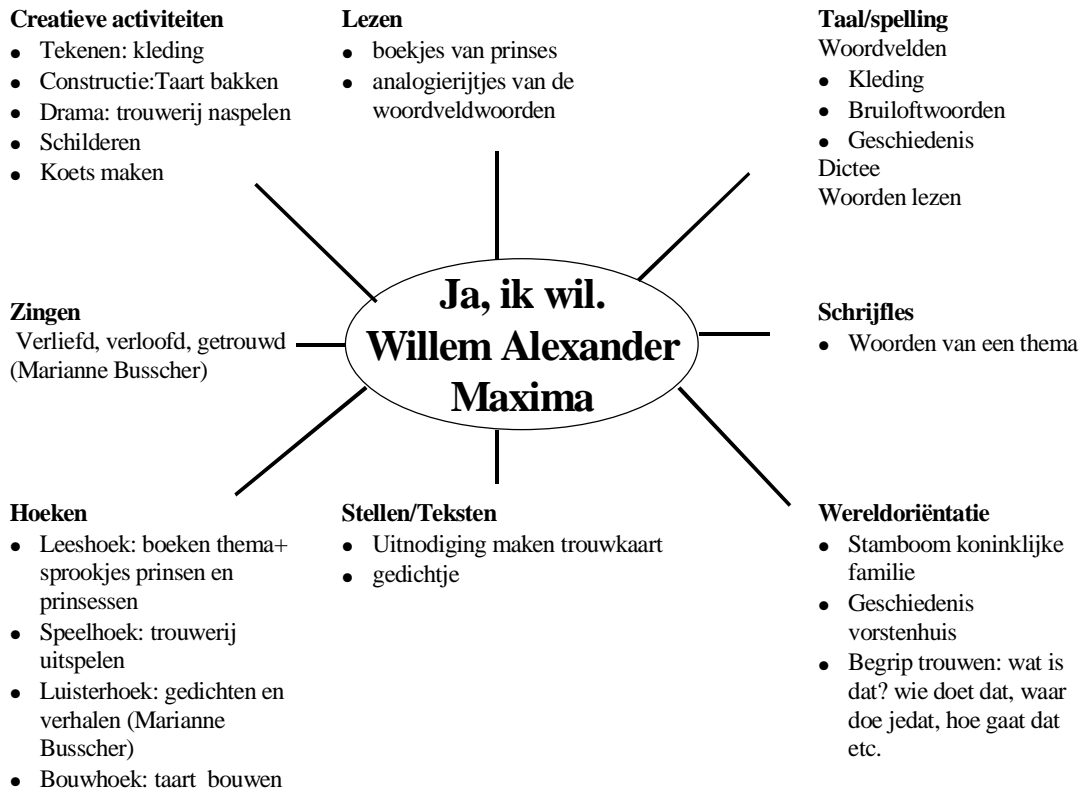 Creatieve activiteiten
• Tekenen: kleding
• Constructie:Taart bakken
• Drama: trouwerij naspelen
• Schilderen
• Koets maken
Lezen
• boekjes van prinses
• analogierijtjes van de
woordveldwoorden
Taal/spelling
Woordvelden
• Kleding
• Bruiloftwoorden
• Geschiedenis
Dictee
Woorden lezen
Zingen
Verliefd, verloofd, getrouwd
(Marianne Busscher)
Ja, ik wil.
Willem Alexander
Maxima
Schrijfles
• Woorden van een thema
Hoeken
• Leeshoek: boeken thema+
sprookjes prinsen en
prinsessen
• Speelhoek: trouwerij
uitspelen
• Luisterhoek: gedichten en
verhalen (Marianne
Busscher)
• Bouwhoek: taart bouwen
Stellen/Teksten
• Uitnodiging maken trouwkaart
• gedichtje
Wereldoriëntatie
• Stamboom koninklijke
familie
• Geschiedenis
vorstenhuis
• Begrip trouwen: wat is
dat? wie doet dat, waar
doe jedat, hoe gaat dat
etc.